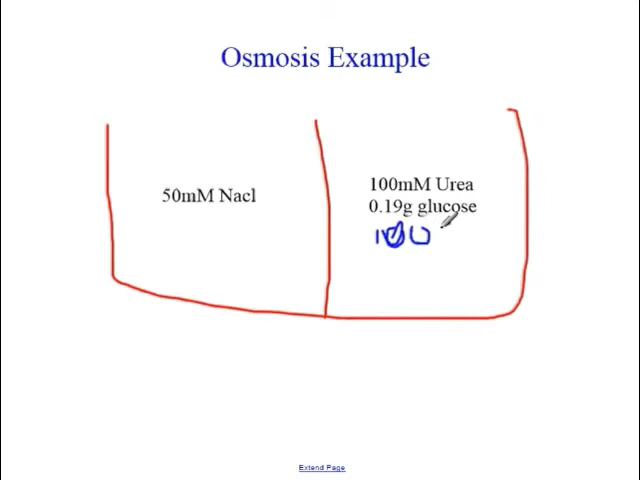 Osmosis Example
50mM Nacl
100mM Urea
0.19g glucose
100
Extend Page